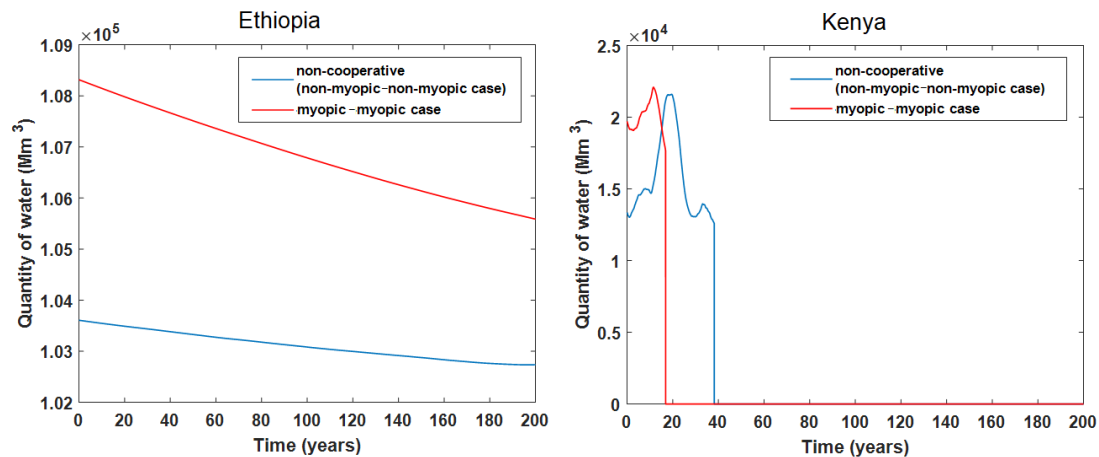 Ethiopia
×10^5
1.09
1.08
1.07
1.06
1.05
1.04
1.03
1.02
Quantity of water (Mm^3)
non-cooperative
(non-myopic-non-myopic case)
myopic-myopic case
0 20 40 60 80 100 120 140 160 180 200
Time (years)
Kenya
×10^4
2.5
2
1.5
1
0.5
0
Quantity of water (Mm^3)
non-cooperative
(non-myopic-non-myopic case)
myopic-myopic case
0 20 40 60 80 100 120 140 160 180 200
Time (years)